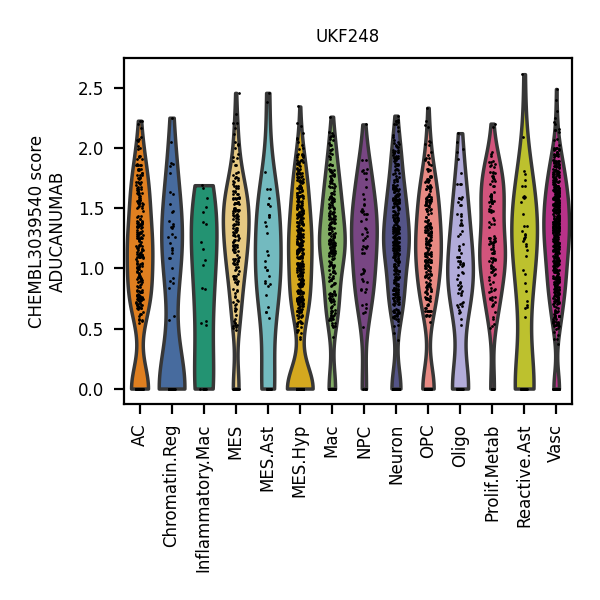 UKF248
CHEMBL3039540 score
ADUCANUMAB
2.5
2.0
1.5
1.0
0.5
0.0
AC
Chromatin.Reg
Inflammatory.Mac
MES
MES.Ast
MES.Hyp
Mac
NPC
Neuron
OPC
Oligo
Prolif.Metab
Reactive.Ast
Vasc